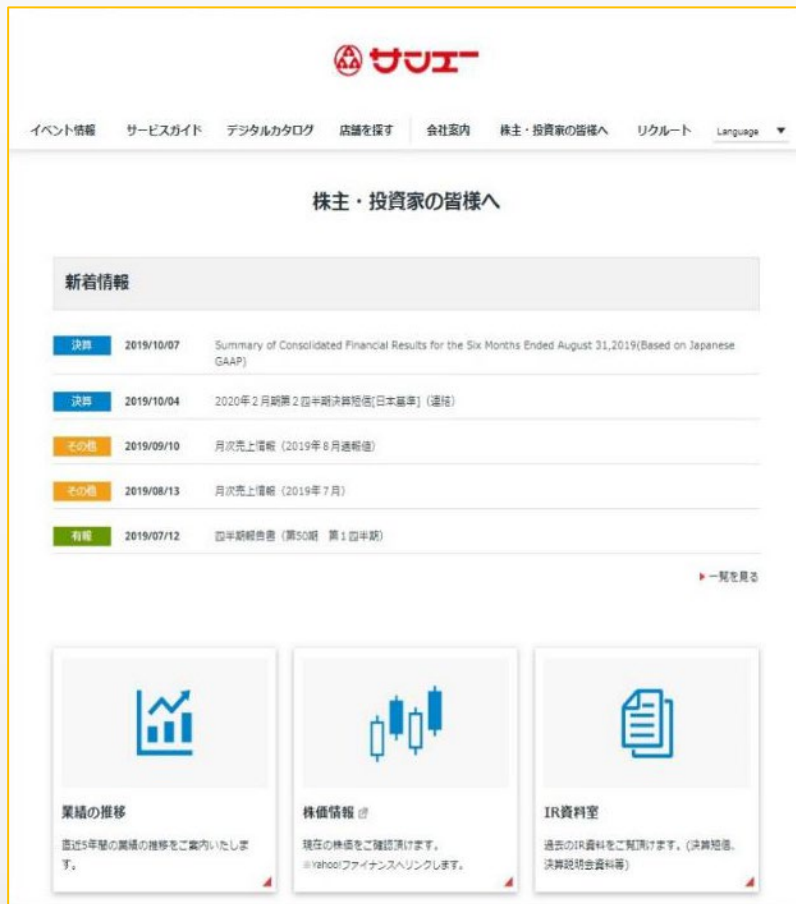 サンエー
イベント情報 サービスガイド デジタルカタログ 店舗を探す 会社案内 株主・投資家の皆様へ リクルート Language
株主・投資家の皆様へ
新着情報
決算 2019/10/07 Summary of Consolidated Financial Results for the Six Months Ended August 31,2019(Based on Japanese
GAAP)
決算 2019/10/04 2020年2月期第2四半期決算短信[日本基準]（連結）
その他 2019/09/10 月次売上情報（2019年8月速報値）
その他 2019/08/13 月次売上情報（2019年7月）
有報 2019/07/12 四半期報告書（第50期 第1四半期）
一覧を見る
業績の推移
直近5年間の業績の推移をご案内いたしま
す。
株価情報
現在の株価をご確認頂けます。
※Yahoo!ファイナンスへリンクします。
IR資料室
過去のIR資料をご覧頂けます。(決算短信、
決算説明会資料等)